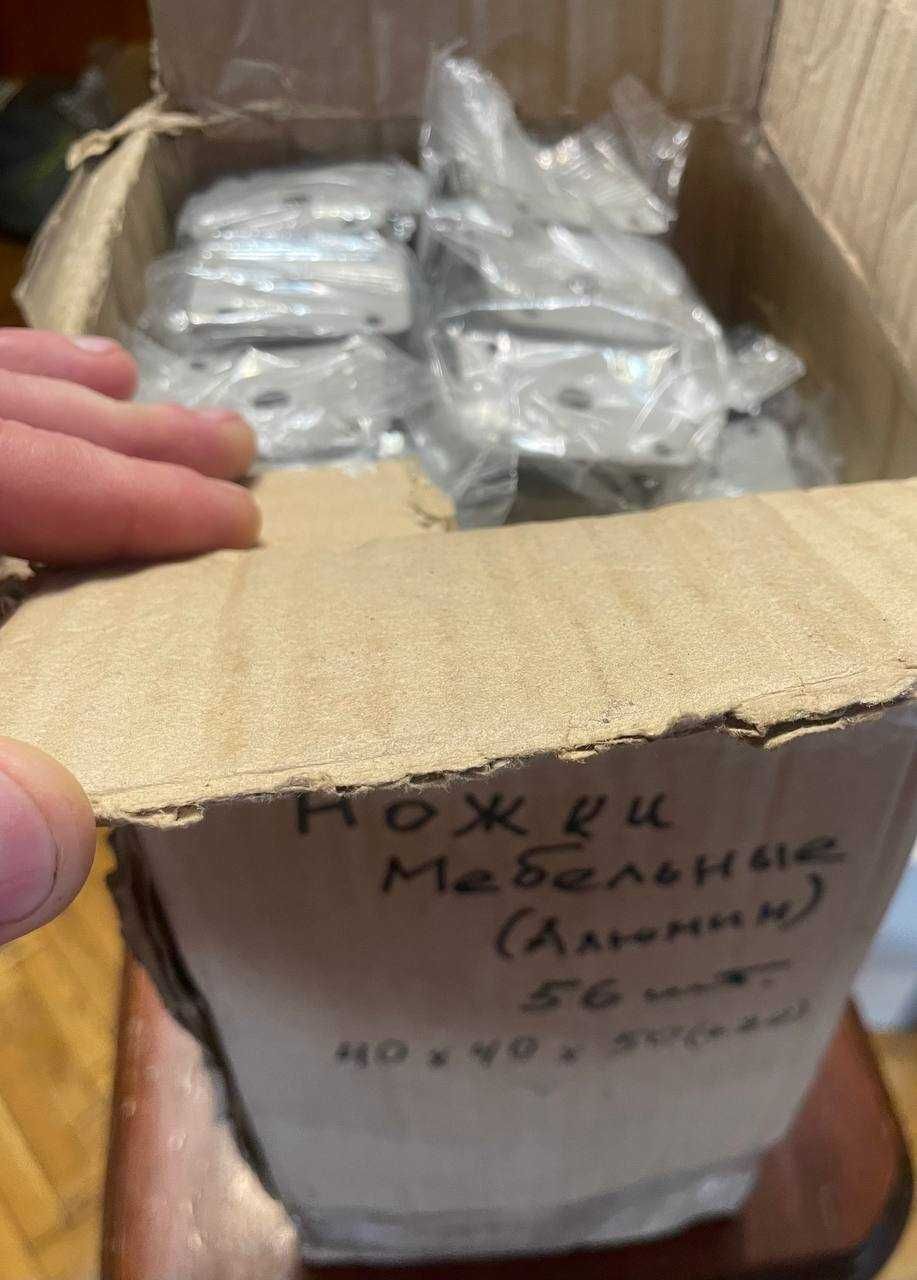 Ножки
Мебельные
(Алюмин)
56 шт.
40 x 40 x 50